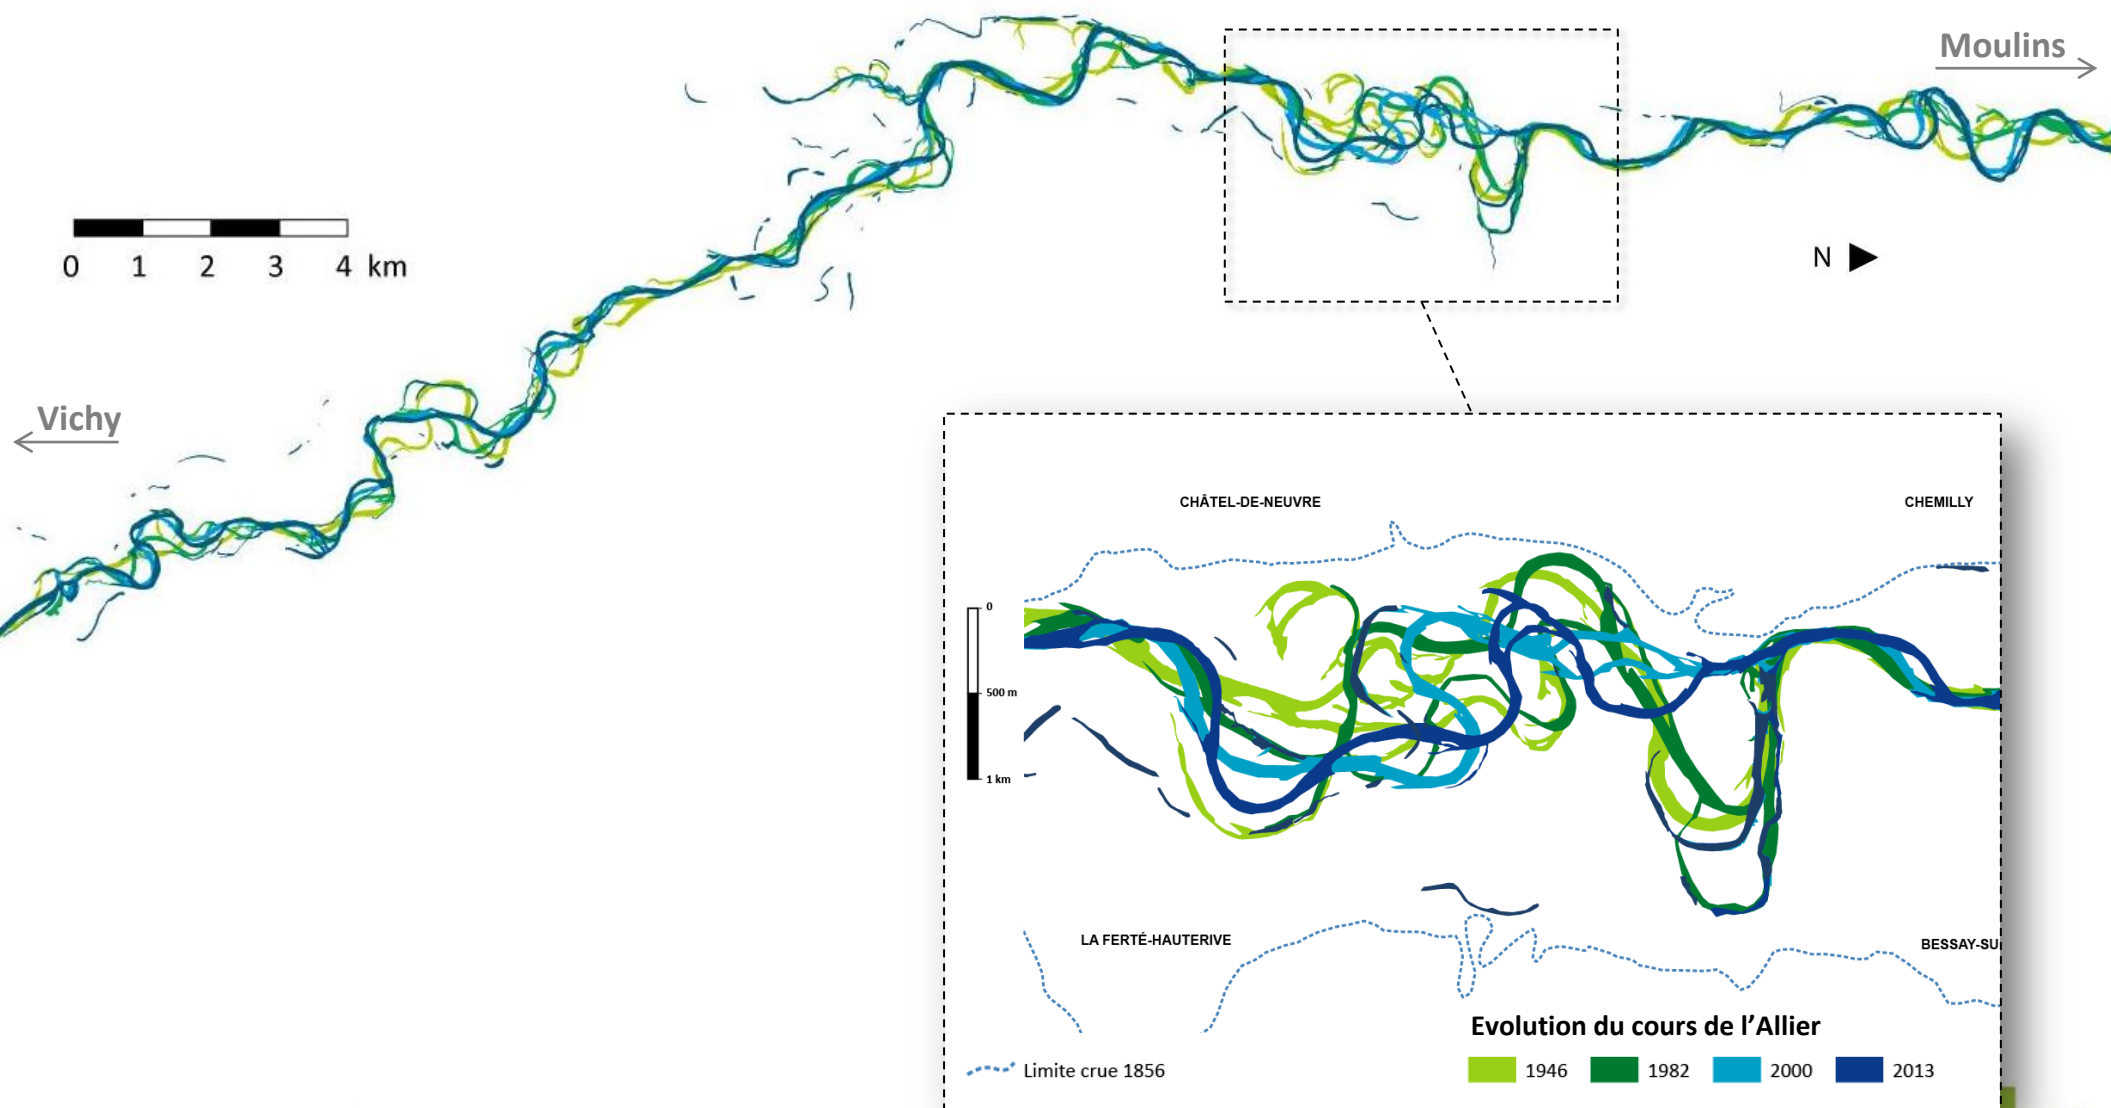 Moulins
0 1 2 3 4 km
N
Vichy
CHÂTEL-DE-NEUVRE
CHEMILLY
0
500 m
1 km
LA FERTÉ-HAUTERIVE
BESSAY-SU
Evolution du cours de l’Allier
Limite crue 1856
1946 1982 2000 2013